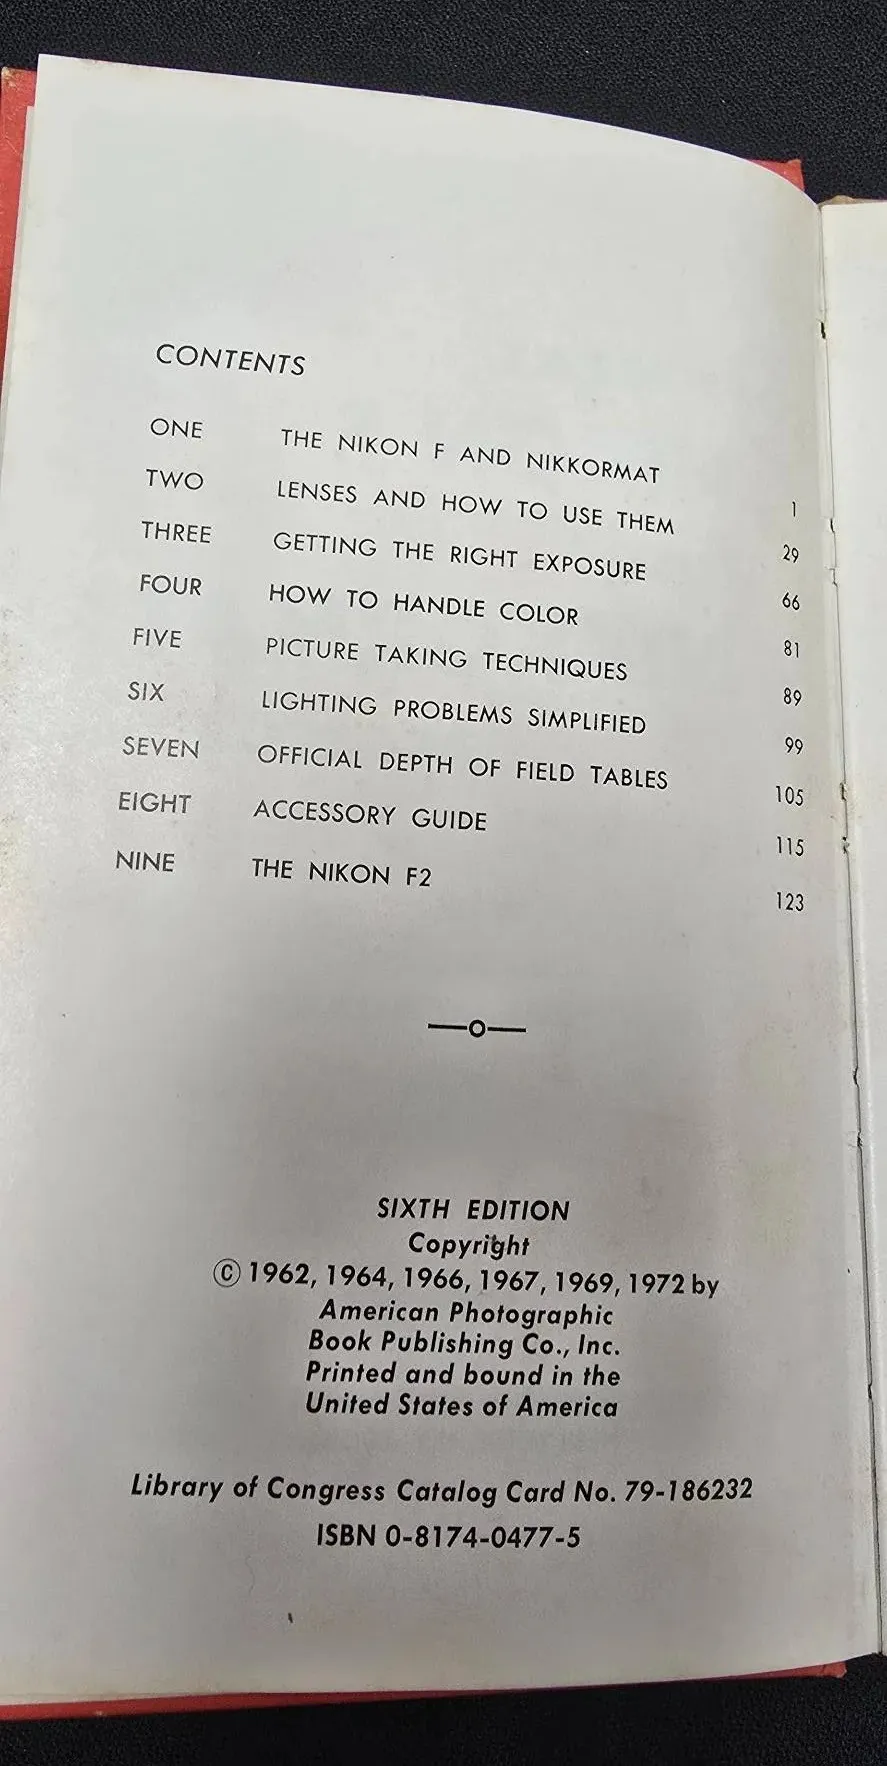 CONTENTS
ONE THE NIKON F AND NIKKORMAT 1
TWO LENSES AND HOW TO USE THEM 29
THREE GETTING THE RIGHT EXPOSURE 66
FOUR HOW TO HANDLE COLOR 81
FIVE PICTURE TAKING TECHNIQUES 89
SIX LIGHTING PROBLEMS SIMPLIFIED 99
SEVEN OFFICIAL DEPTH OF FIELD TABLES 105
EIGHT ACCESSORY GUIDE 115
NINE THE NIKON F2 123
SIXTH EDITION
Copyright
© 1962, 1964, 1966, 1967, 1969, 1972 by
American Photographic
Book Publishing Co., Inc.
Printed and bound in the
United States of America
Library of Congress Catalog Card No. 79-186232
ISBN 0-8174-0477-5